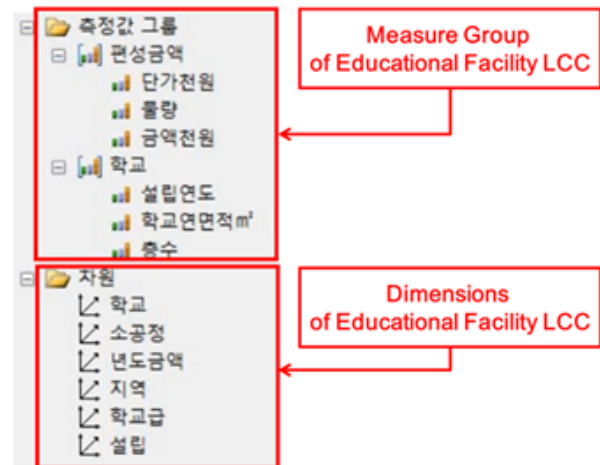 측정값 그룹
편성금액
단가천원
물량
금액천원
학교
설립연도
학교연면적㎡
층수
차원
학교
소공정
년도금액
지역
학교급
설립
Measure Group
of Educational Facility LCC
Dimensions
of Educational Facility LCC